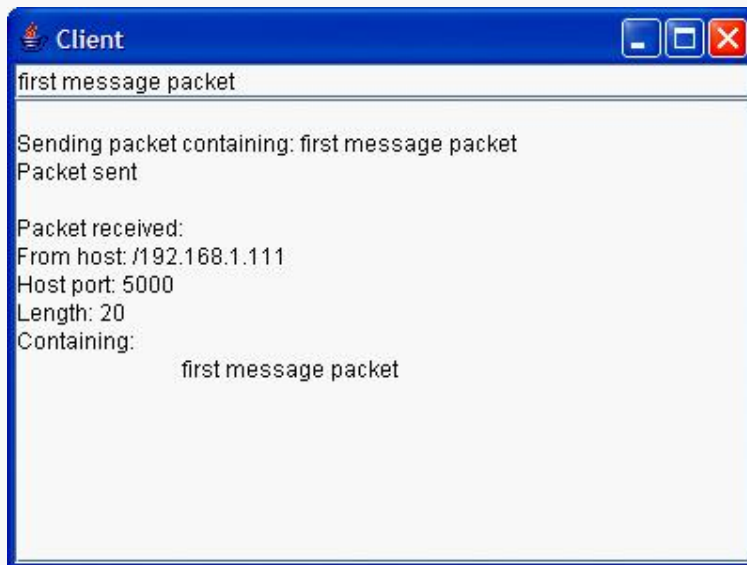 Client
first message packet
Sending packet containing: first message packet
Packet sent
Packet received:
From host: /192.168.1.111
Host port: 5000
Length: 20
Containing:
first message packet